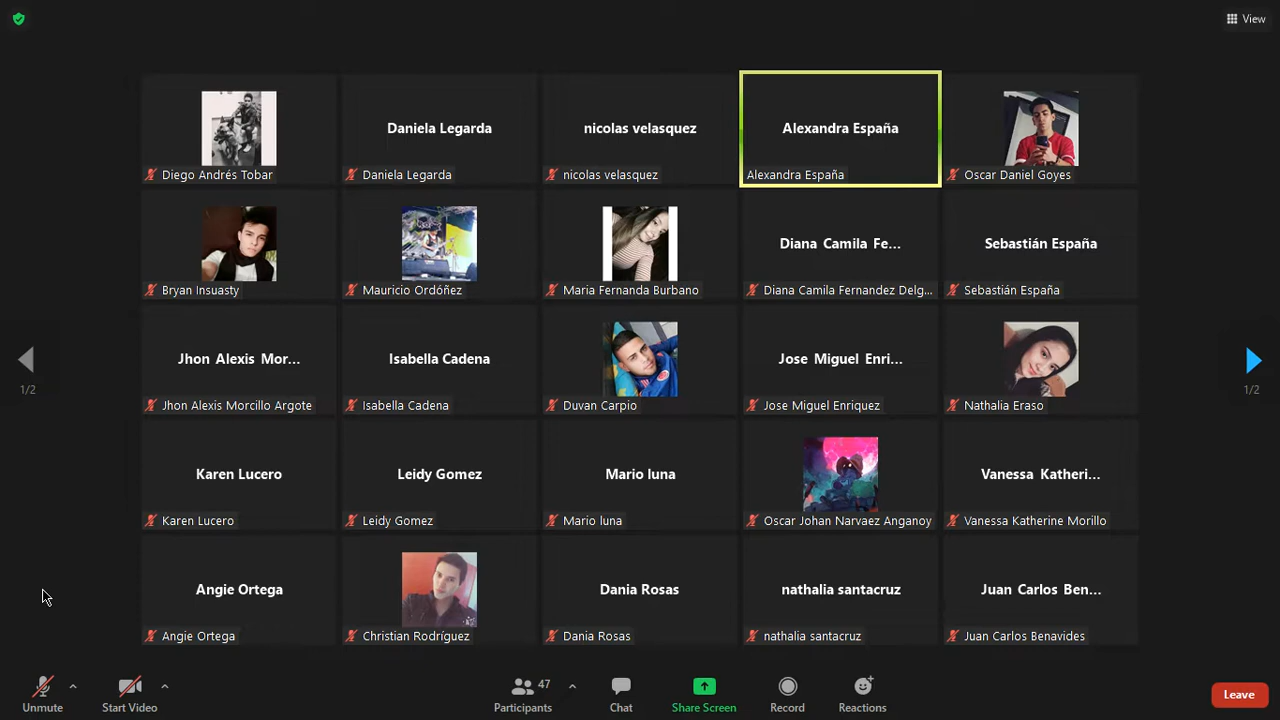 View
Diego Andrés Tobar
Daniela Legarda
Daniela Legarda
nicolas velasquez
nicolas velasquez
Alexandra España
Alexandra España
Oscar Daniel Goyes
Bryan Insuasty
Mauricio Ordóñez
Maria Fernanda Burbano
Diana Camila Fe...
Diana Camila Fernandez Delg...
Sebastián España
Sebastián España
Jhon Alexis Mor...
Jhon Alexis Morcillo Argote
Isabella Cadena
Isabella Cadena
Duvan Carpio
Jose Miguel Enri...
Jose Miguel Enriquez
Nathalia Eraso
1/2
1/2
Karen Lucero
Karen Lucero
Leidy Gomez
Leidy Gomez
Mario luna
Mario luna
Oscar Johan Narvaez Anganoy
Vanessa Katheri...
Vanessa Katherine Morillo
Angie Ortega
Angie Ortega
Christian Rodríguez
Dania Rosas
Dania Rosas
nathalia santacruz
nathalia santacruz
Juan Carlos Ben...
Juan Carlos Benavides
Unmute
Start Video
47
Participants
Chat
Share Screen
Record
Reactions
Leave